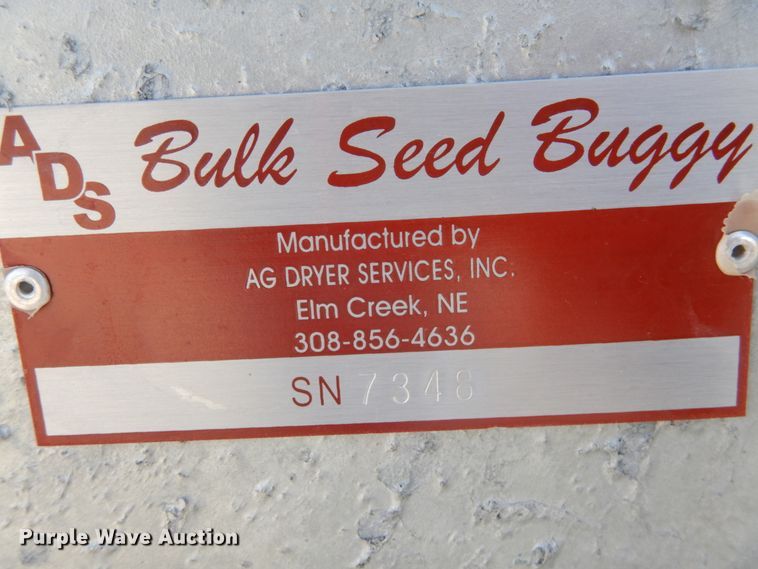 ADS Bulk Seed Buggy
Manufactured by
AG DRYER SERVICES, INC.
Elm Creek, NE
308-856-4636
SN 7348
Purple Wave Auction